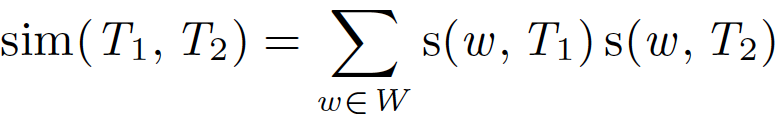 sim(T₁, T₂) = ∑ s(w, T₁) s(w, T₂)
w∈W